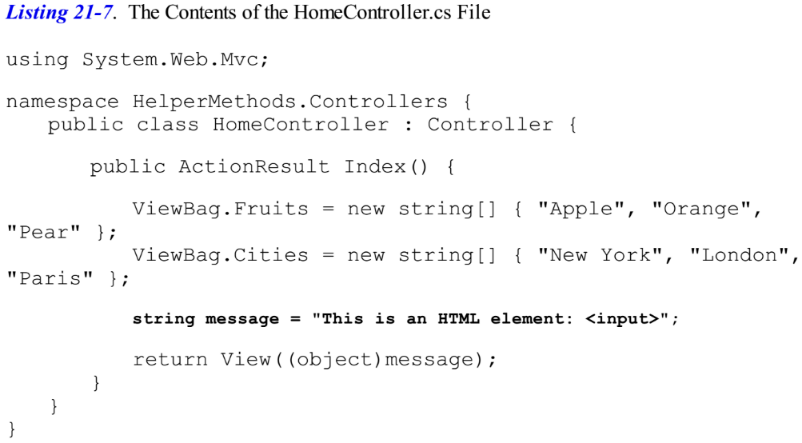 Listing 21-7. The Contents of the HomeController.cs File
using System.Web.Mvc;
namespace HelperMethods.Controllers {
    public class HomeController : Controller {
        public ActionResult Index() {
            ViewBag.Fruits = new string[] { "Apple", "Orange",
"Pear" };
            ViewBag.Cities = new string[] { "New York", "London",
"Paris" };
            string message = "This is an HTML element: <input>";
            return View((object)message);
        }
    }
}